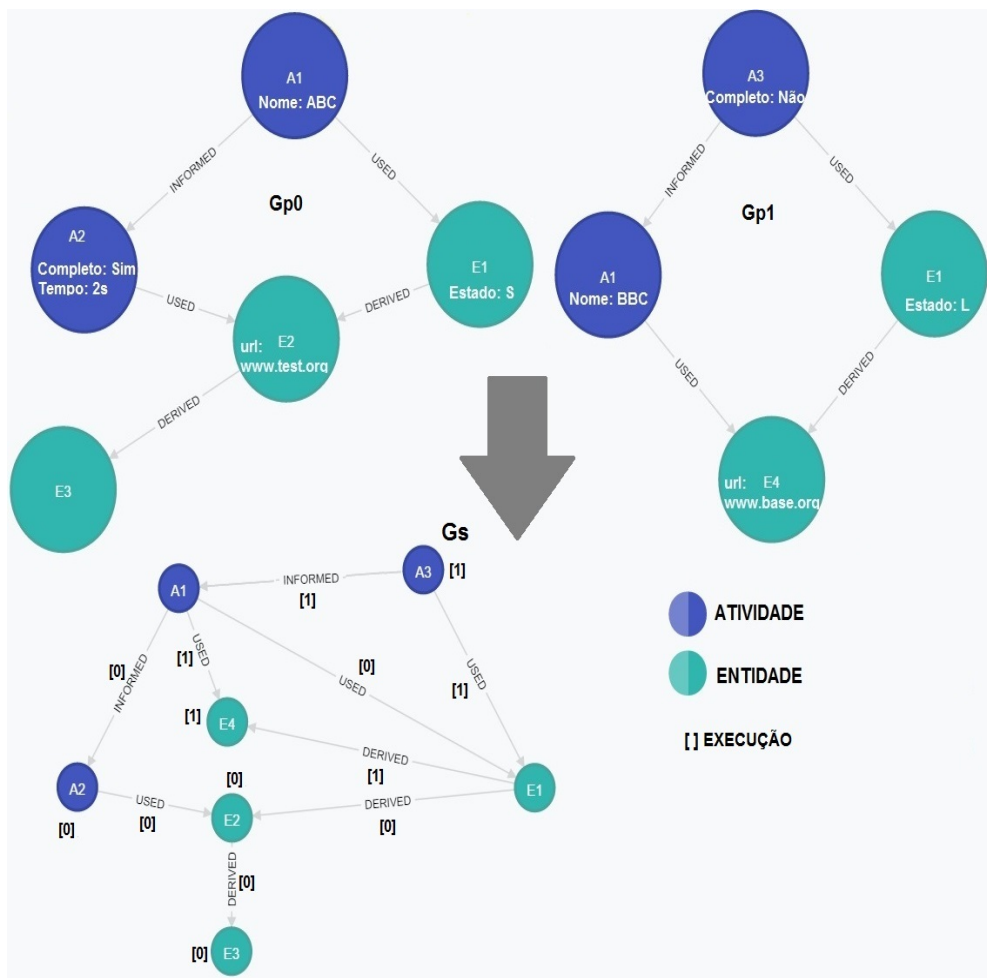 A1
Nome: ABC
INFORMED
USED
Gp0
A2
Completo: Sim
Tempo: 2s
E1
Estado: S
USED
DERIVED
E2
url:
www.test.org
DERIVED
E3
A3
Completo: Não
INFORMED
USED
Gp1
A1
Nome: BBC
E1
Estado: L
USED
DERIVED
url: E4
www.base.org
Gs
A1
INFORMED
[1]
A3
[1]
[0]
INFORMED
USED
[1]
[0]
USED
USED
[1]
[1]
E4
DERIVED
[1]
A2
[0]
USED
[0]
[0]
E2
DERIVED
[0]
E1
DERIVED
[0]
[0]
E3
ATIVIDADE
ENTIDADE
[ ] EXECUÇÃO